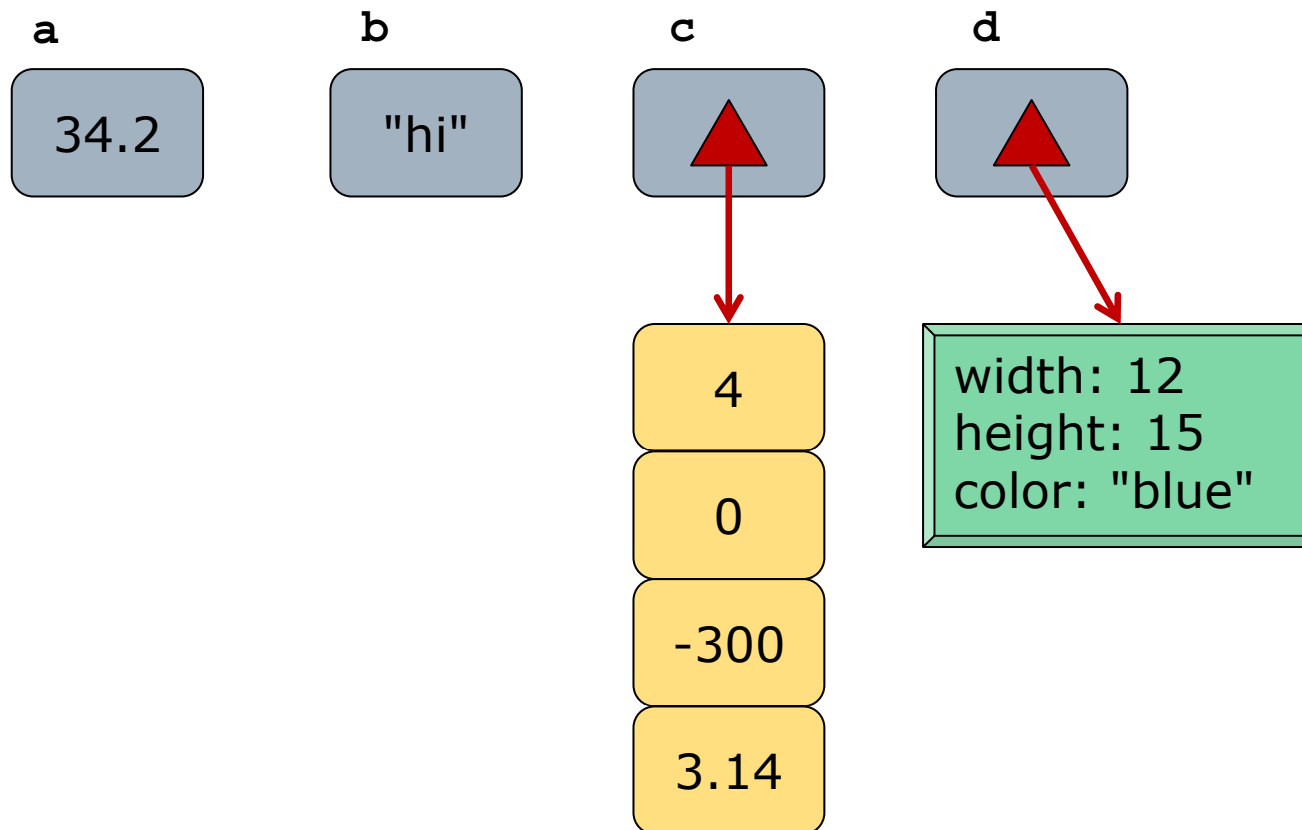 a b c d
34.2 "hi"
4
0
-300
3.14
width: 12
height: 15
color: "blue"